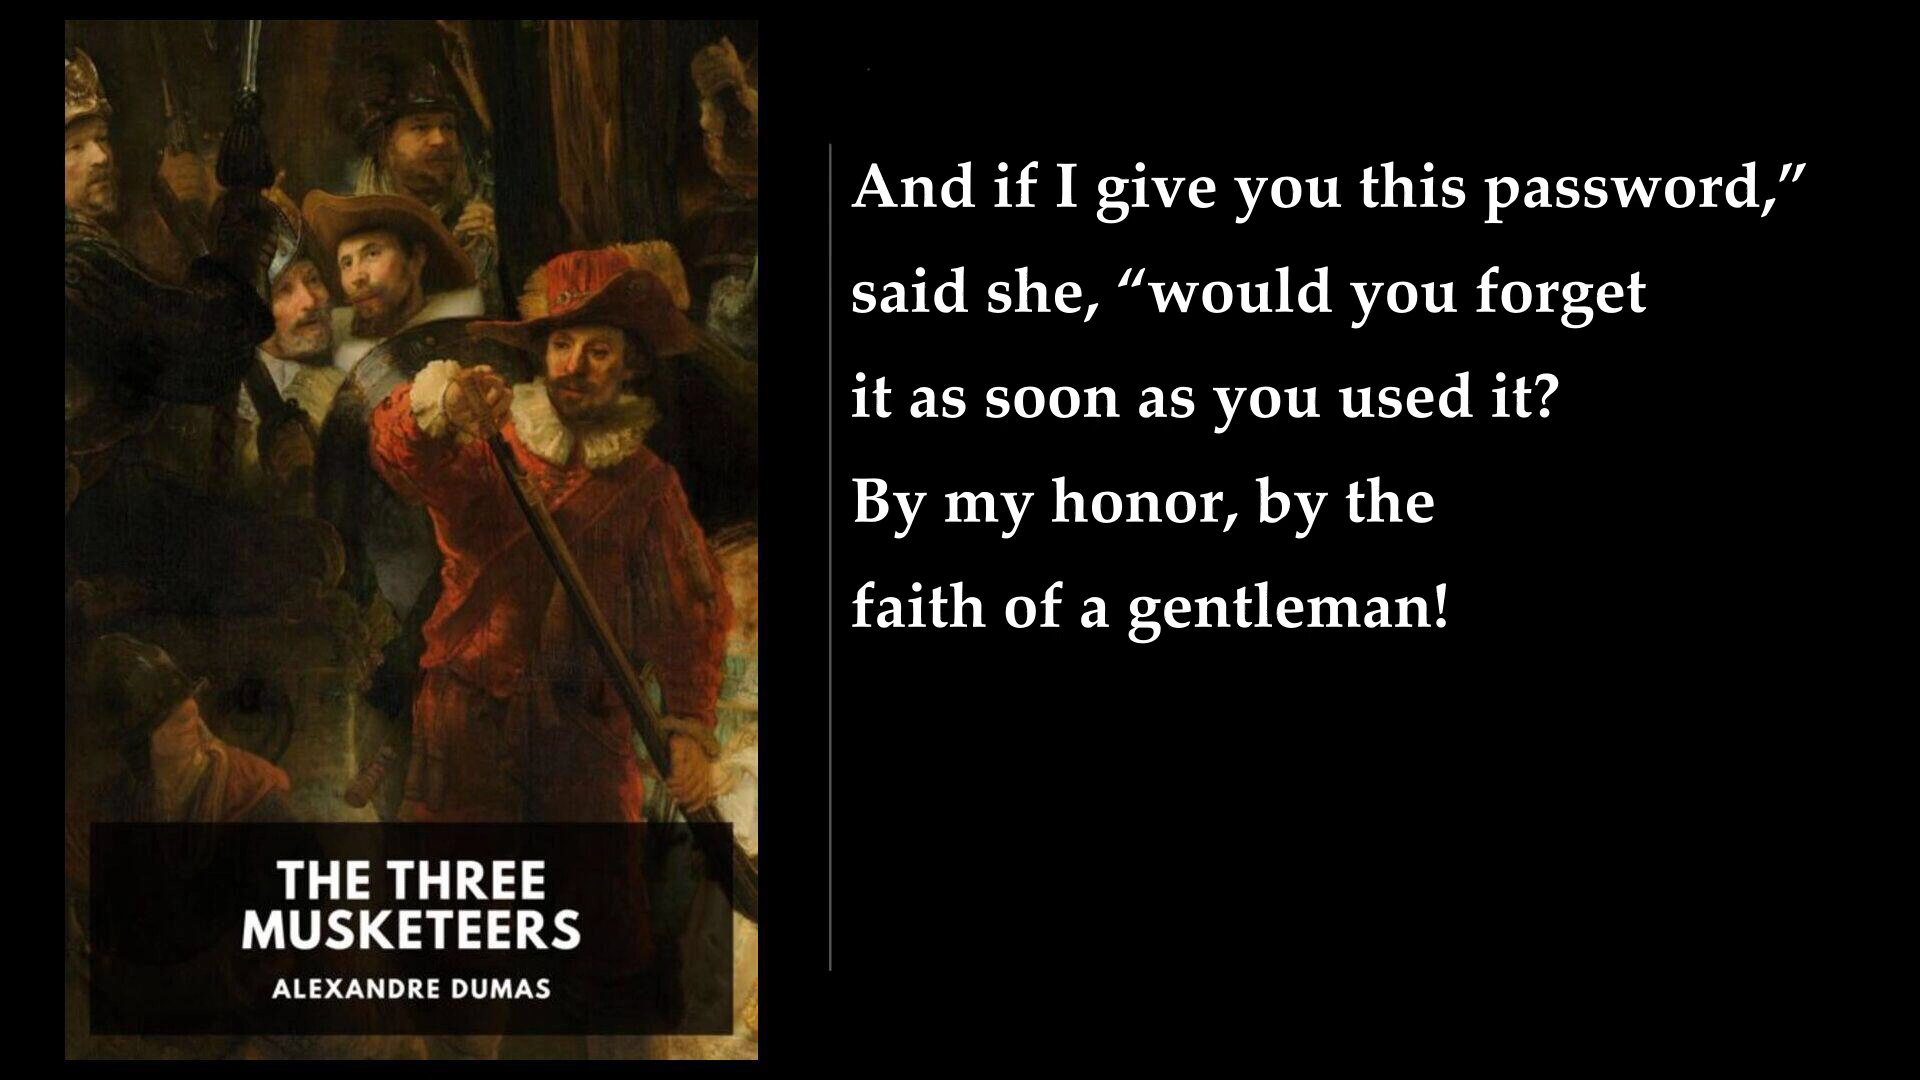 And if I give you this password,”
said she, “would you forget
it as soon as you used it?
By my honor, by the
faith of a gentleman!
THE THREE
MUSKETEERS
ALEXANDRE DUMAS